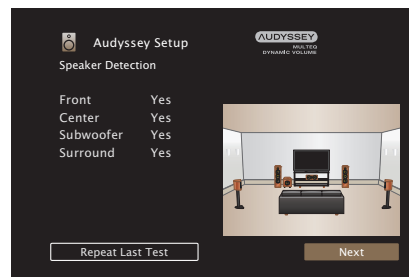 Audyssey Setup
AUDYSSEY
MULTEQ
DYNAMIC VOLUME
Speaker Detection
Front Yes
Center Yes
Subwoofer Yes
Surround Yes
Repeat Last Test
Next